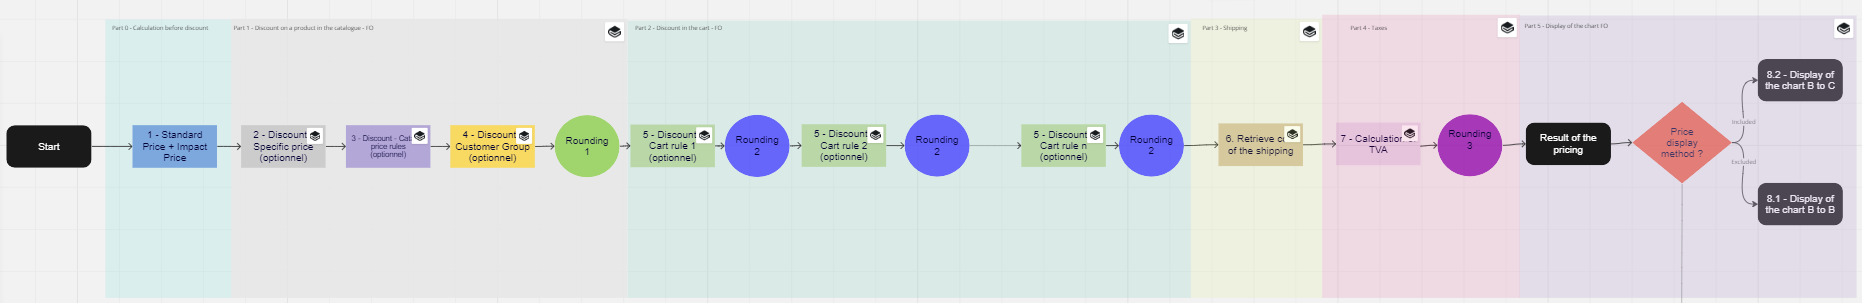 Part 0 - Calculation before discount
Part 1 - Discount on a product in the catalogue - FO
Part 2 - Discount in the cart - FO
Part 3 - Shipping
Part 4 - Taxes
Part 5 - Display of the chart FO
Start
1 - Standard
Price + Impact
Price
2 - Discount
Specific price
(optionnel)
3 - Discount - Cat
price rules
(optionnel)
4 - Discount
Customer Group
(optionnel)
Rounding
1
5 - Discount
Cart rule 1
(optionnel)
Rounding
2
5 - Discount
Cart rule 2
(optionnel)
Rounding
2
5 - Discount
Cart rule n
(optionnel)
Rounding
2
6. Retrieve
of the shipping
7 - Calculation
TVA
Rounding
3
Result of the
pricing
Price
display
method ?
Included
Excluded
8.2 - Display of
the chart B to C
8.1 - Display of
the chart B to B